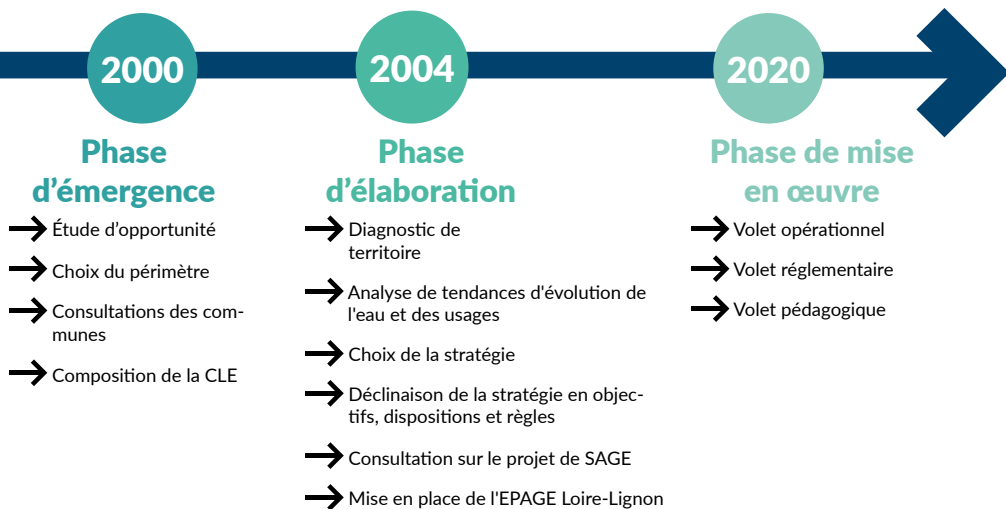 2000
Phase
d'émergence
Étude d'opportunité
Choix du périmètre
Consultations des com-
munes
Composition de la CLE
2004
Phase
d'élaboration
Diagnostic de
territoire
Analyse de tendances d'évolution de
l'eau et des usages
Choix de la stratégie
Déclinaison de la stratégie en objec-
tifs, dispositions et règles
Consultation sur le projet de SAGE
Mise en place de l'EPAGE Loire-Lignon
2020
Phase de mise
en œuvre
Volet opérationnel
Volet réglementaire
Volet pédagogique